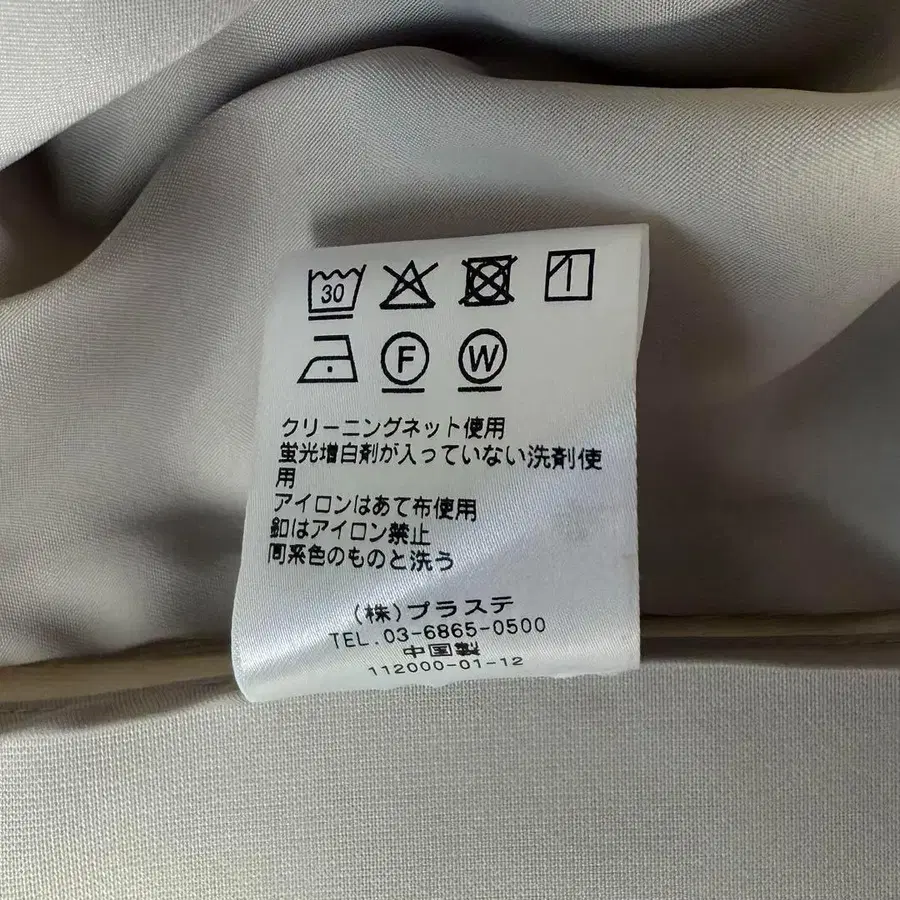 30
F W
クリーニングネット使用
蛍光増白剤が入っていない洗剤使
用
アイロンはあて布使用
釦はアイロン禁止
同系色のものと洗う
(株)プラステ
TEL.03-6865-0500
中国製
112000-01-12